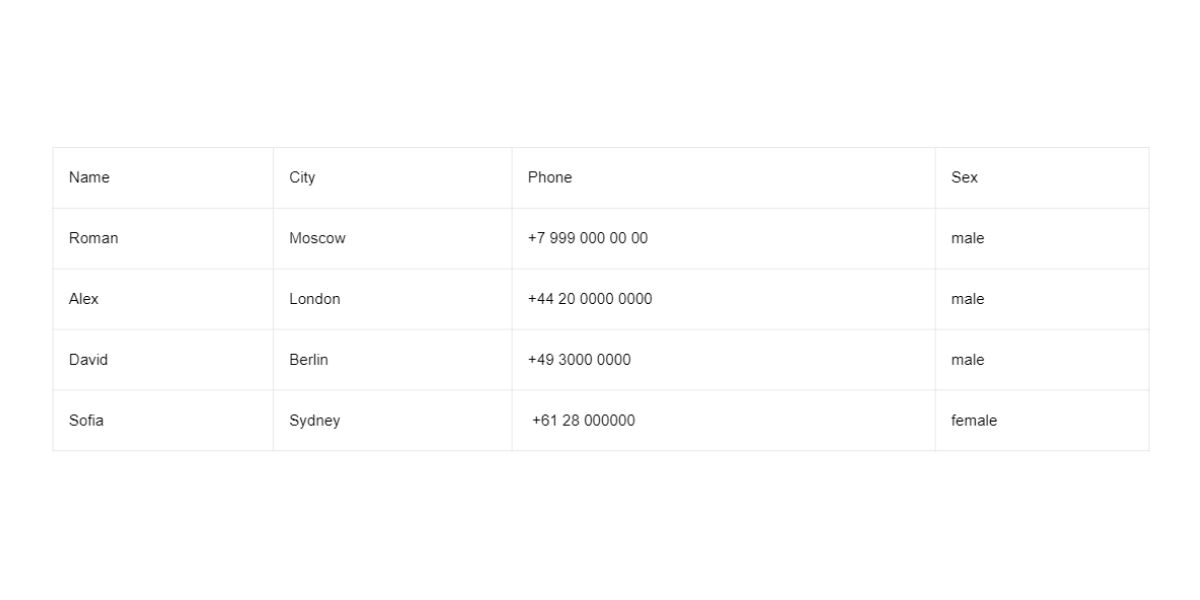 Name City Phone Sex
Roman Moscow +7 999 000 00 00 male
Alex London +44 20 0000 0000 male
David Berlin +49 3000 0000 male
Sofia Sydney +61 28 000000 female